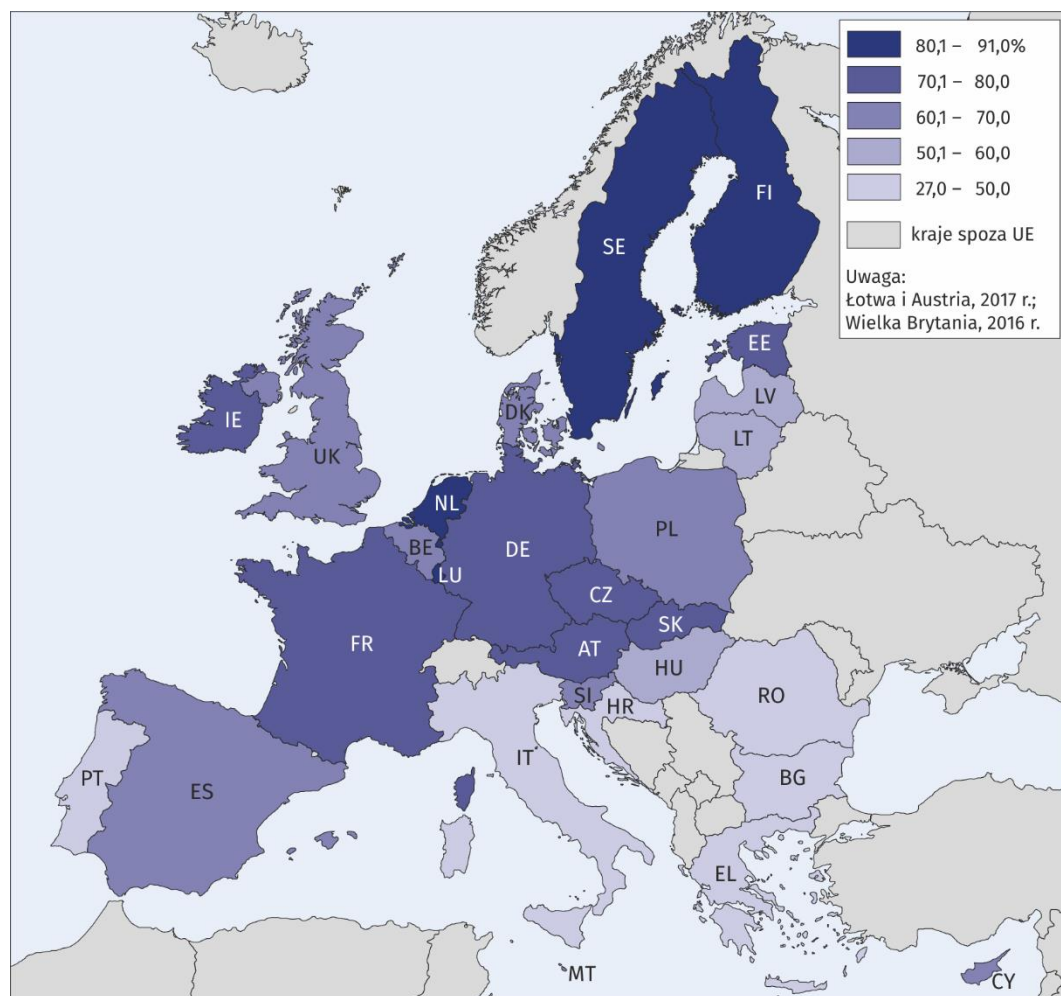 80,1 – 91,0%
70,1 – 80,0
60,1 – 70,0
50,1 – 60,0
27,0 – 50,0
kraje spoza UE
Uwaga:
Łotwa i Austria, 2017 r.;
Wielka Brytania, 2016 r.
FI
SE
EE
LV
LT
DK
IE
UK
NL
BE
LU
DE
PL
CZ
SK
FR
AT
HU
SI
HR
RO
IT
BG
PT
ES
EL
MT
CY